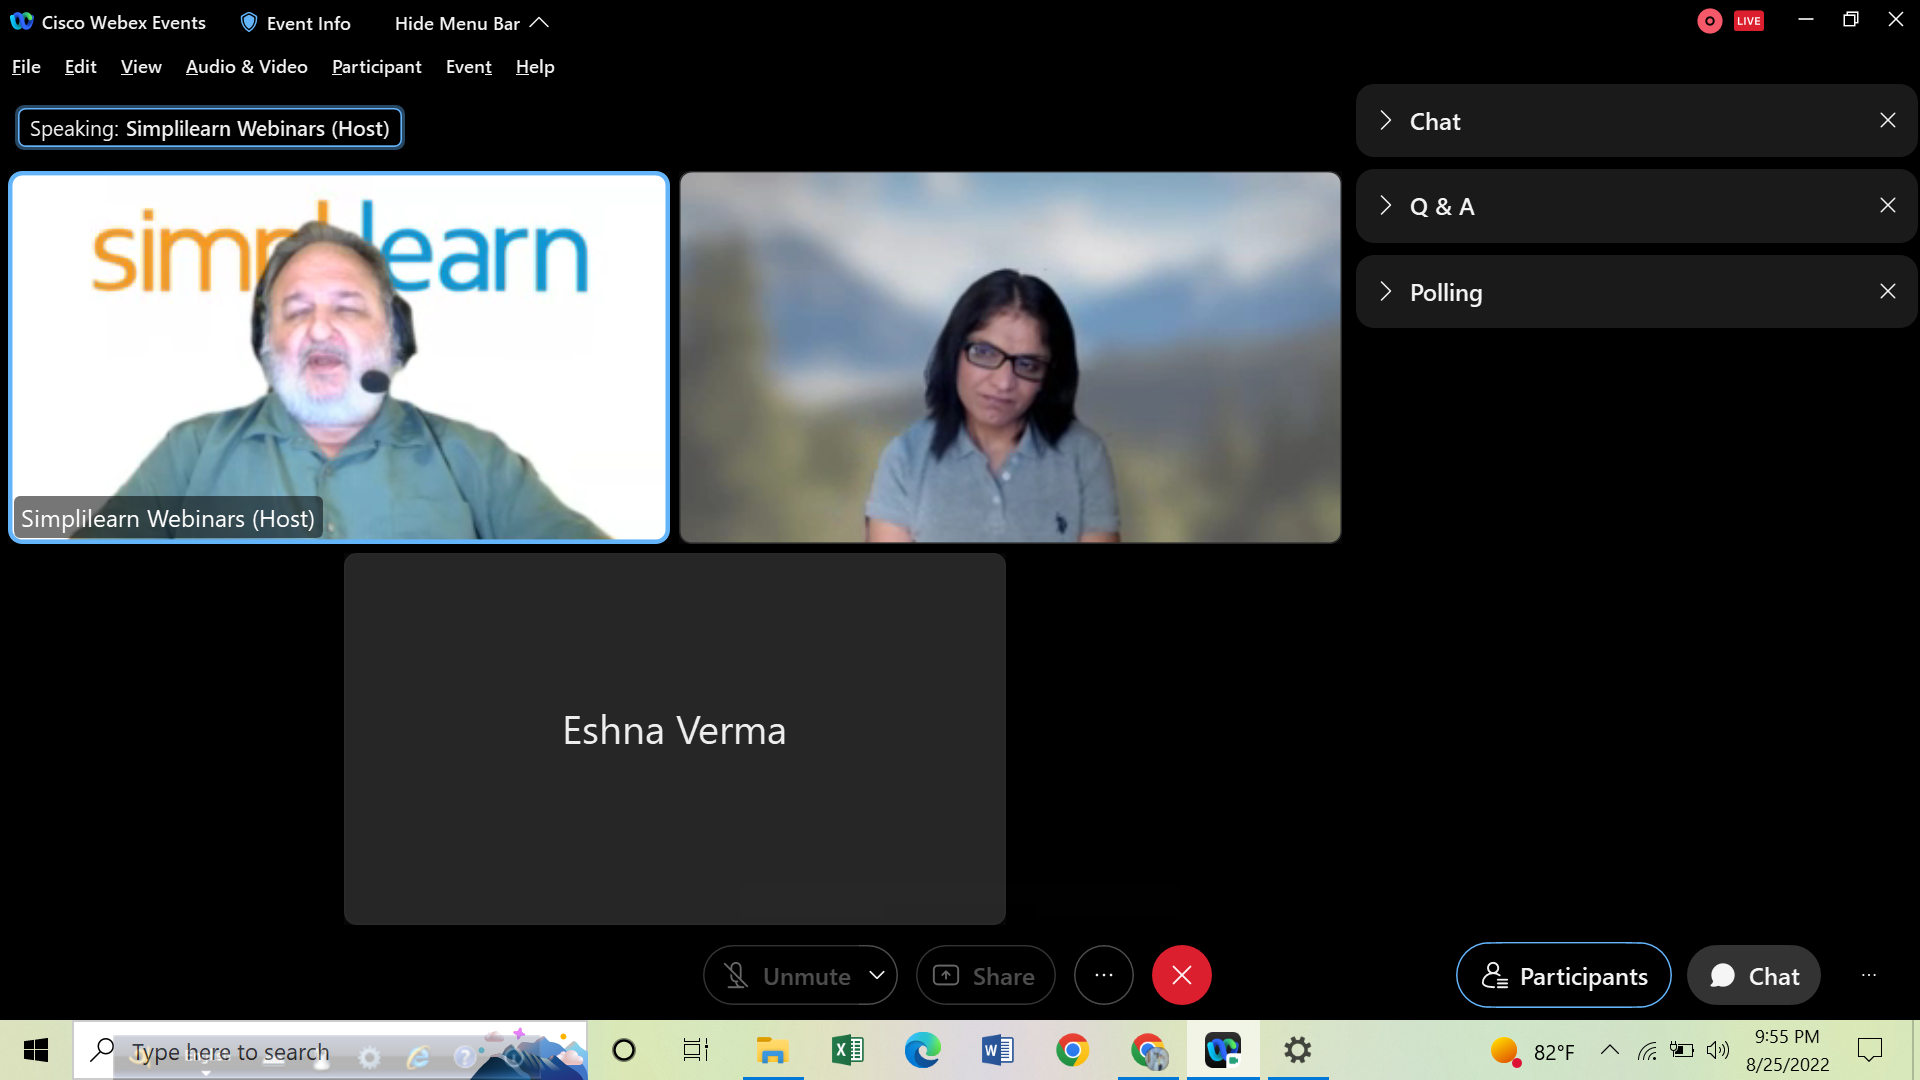 Cisco Webex Events
Event Info
Hide Menu Bar
LIVE
File Edit View Audio & Video Participant Event Help
Speaking: Simplilearn Webinars (Host)
Chat
Q & A
Polling
simplilearn
Simplilearn Webinars (Host)
Eshna Verma
Unmute
Share
Participants
Chat
Type here to search
82°F
9:55 PM
8/25/2022